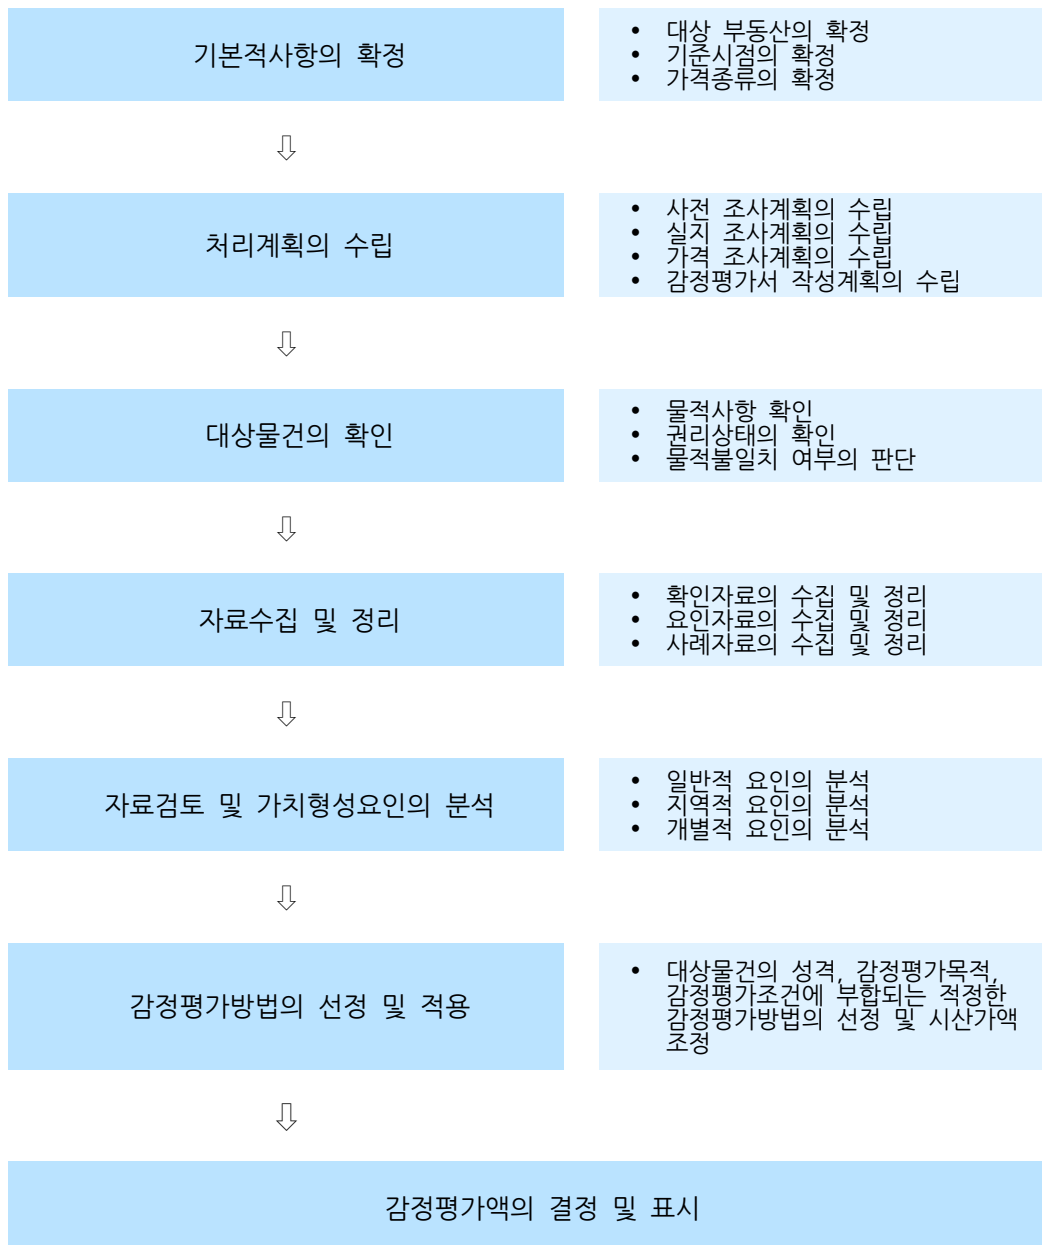 기본적사항의 확정
• 대상 부동산의 확정
• 기준시점의 확정
• 가격종류의 확정
처리계획의 수립
• 사전 조사계획의 수립
• 실지 조사계획의 수립
• 가격 조사계획의 수립
• 감정평가서 작성계획의 수립
대상물건의 확인
• 물적사항 확인
• 권리상태의 확인
• 물적불일치 여부의 판단
자료수집 및 정리
• 확인자료의 수집 및 정리
• 요인자료의 수집 및 정리
• 사례자료의 수집 및 정리
자료검토 및 가치형성요인의 분석
• 일반적 요인의 분석
• 지역적 요인의 분석
• 개별적 요인의 분석
감정평가방법의 선정 및 적용
• 대상물건의 성격, 감정평가목적,
감정평가조건에 부합되는 적정한
감정평가방법의 선정 및 시산가액
조정
감정평가액의 결정 및 표시